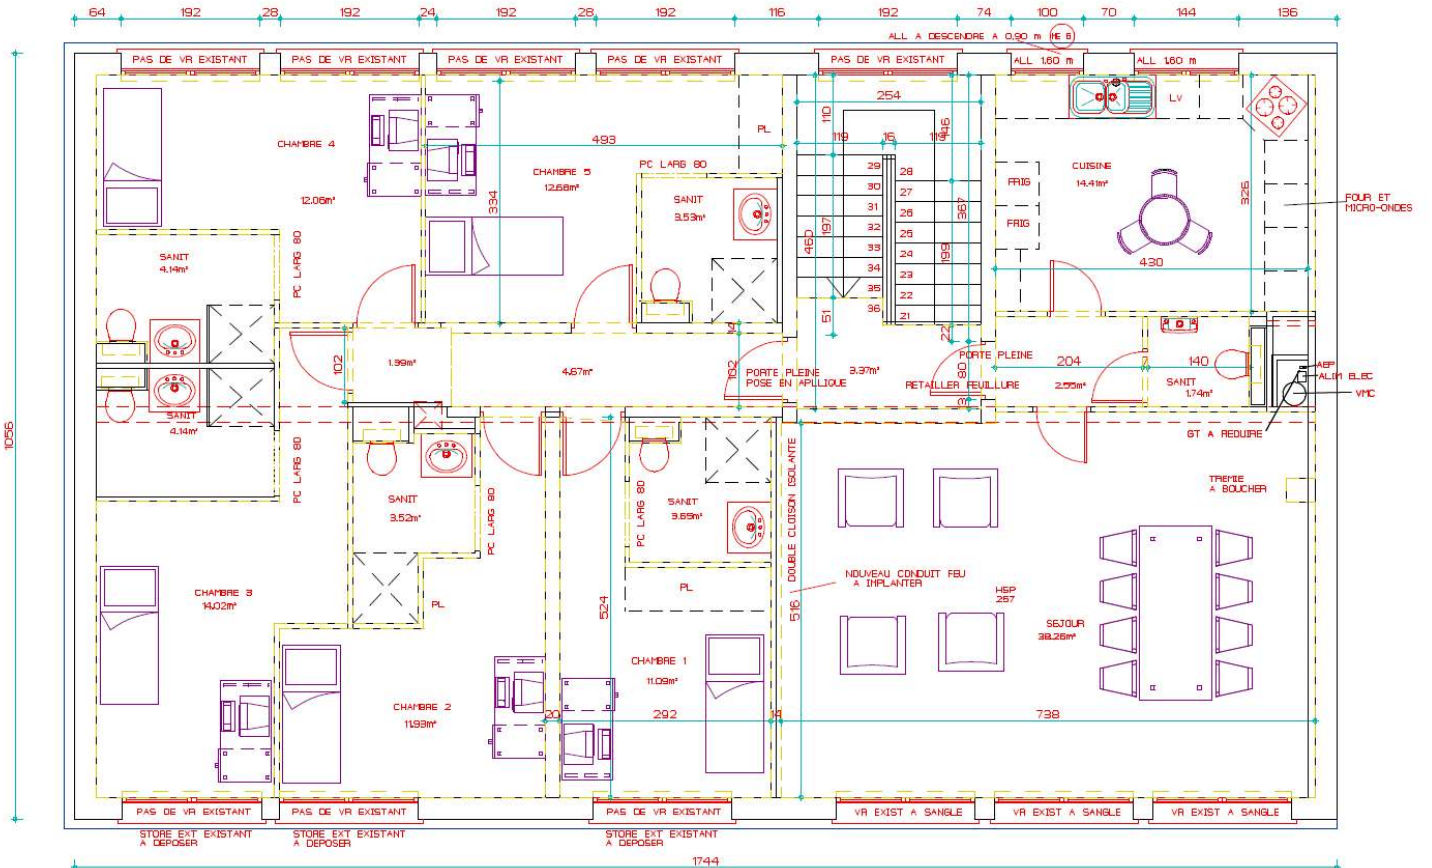 64 192 28 192 24 192 28 192 116 192 74 100 70 144 136
ALL A DESCENDRE A 0.90 m
PAS DE VR EXISTANT PAS DE VR EXISTANT PAS DE VR EXISTANT PAS DE VR EXISTANT PAS DE VR EXISTANT ALL 1.60 m ALL 1.60 m
254
LV
110
PL
146
119 16 119
CHAMBRE 4
493
PC LARG 80
CUISINE
14.41m²
CHAMBRE 5
12.68m²
29 28
30 27
31 26
32 25
33 24
34 23
35 22
36 21
FRIG
FRIG
326
FOUR ET
MICRO-ONDES
12.06m²
334
SANIT
3.53m²
197
460
367
199
SANIT
4.14m²
PC LARG 80
430
51
14
22
102
1.99m²
4.67m²
102
PORTE PLEINE
POSE EN APLLIQUE
3.37m²
PORTE PLEINE
80
RETAILLER FEUILLURE
3
204 7 140
2.55m²
SANIT
1.74m²
AEP
ALIM ELEC
VMC
SANIT
4.14m²
GT A REDUIRE
PC LARG 80
SANIT
3.52m²
PC LARG 80
PC LARG 80
SANIT
3.65m²
DOUBLE CLOISON ISOLANTE
TREMIE
A BOUCHER
1056
CHAMBRE 3
14.02m²
PL
524
PL
516
NOUVEAU CONDUIT FEU
A IMPLANTER
HSP
257
SEJOUR
38.26m²
CHAMBRE 1
11.09m²
CHAMBRE 2
11.93m²
20 292 14 738
PAS DE VR EXISTANT PAS DE VR EXISTANT PAS DE VR EXISTANT VR EXIST A SANGLE VR EXIST A SANGLE VR EXIST A SANGLE
STORE EXT EXISTANT
A DEPOSER
STORE EXT EXISTANT
A DEPOSER
STORE EXT EXISTANT
A DEPOSER
1744